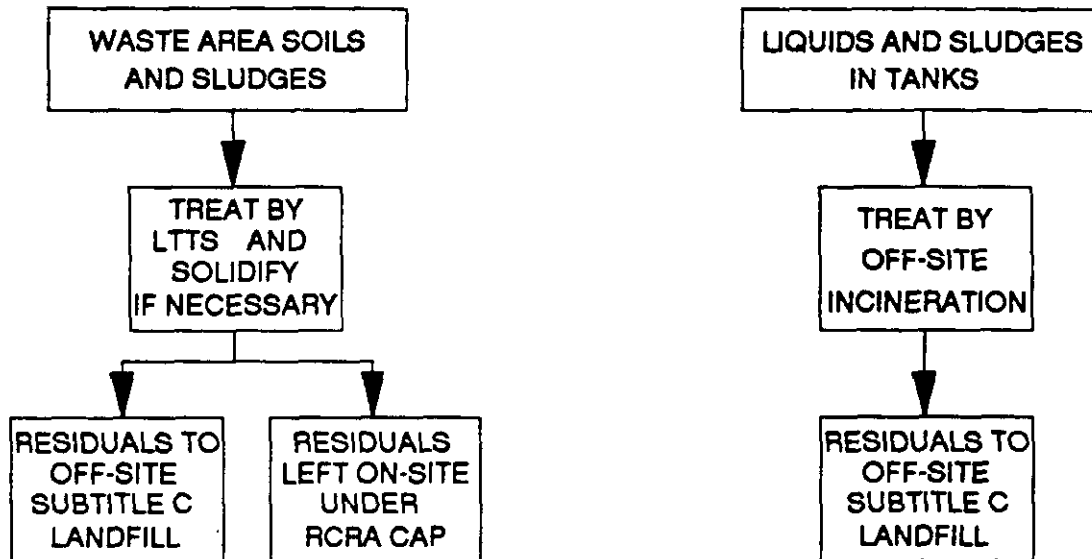 WASTE AREA SOILS
AND SLUDGES
LIQUIDS AND SLUDGES
IN TANKS
TREAT BY
LTTS AND
SOLIDIFY
IF NECESSARY
TREAT BY
OFF-SITE
INCINERATION
RESIDUALS TO
OFF-SITE
SUBTITLE C
LANDFILL
RESIDUALS
LEFT ON-SITE
UNDER
RCRA CAP
RESIDUALS TO
OFF-SITE
SUBTITLE C
LANDFILL